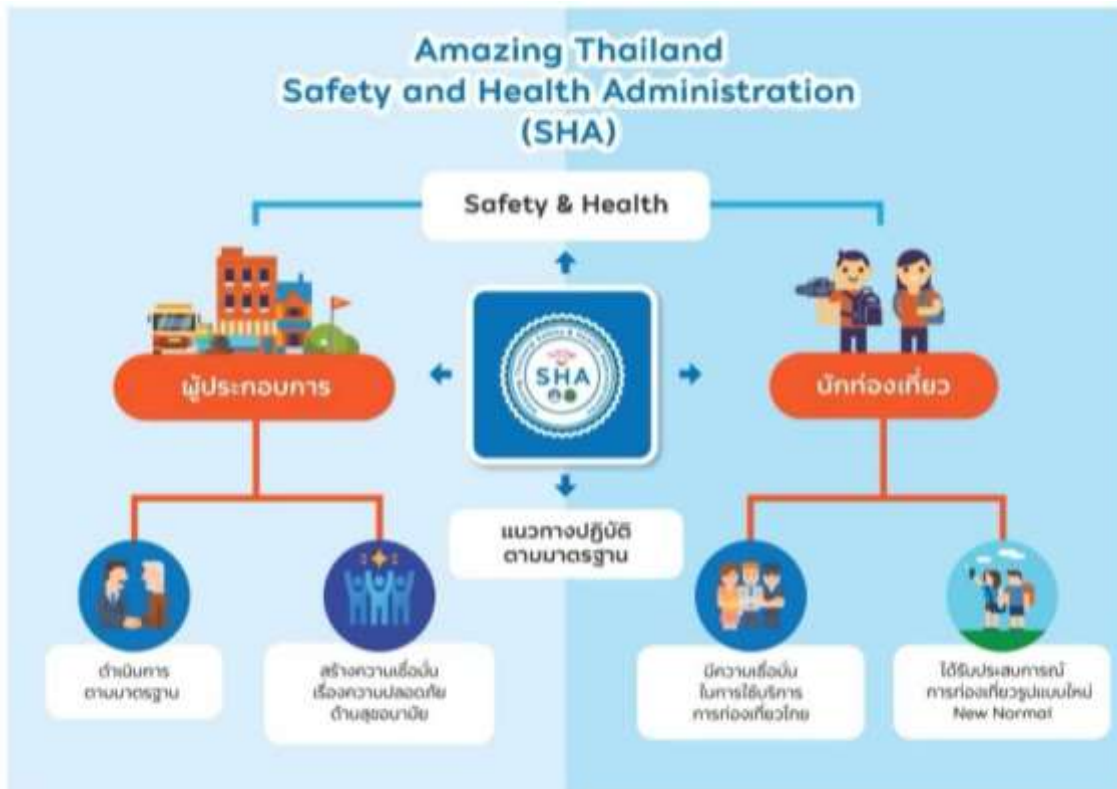 Amazing Thailand
Safety and Health Administration
(SHA)
Safety & Health
SHA
ผู้ประกอบการ
นักท่องเที่ยว
แนวทางปฏิบัติ
ตามมาตรฐาน
ดำเนินการ
ตามมาตรฐาน
สร้างความเชื่อมั่น
เรื่องความปลอดภัย
ด้านสุขอนามัย
มีความเชื่อมั่น
ในการใช้บริการ
การท่องเที่ยวไทย
ได้รับประสบการณ์
การท่องเที่ยวรูปแบบใหม่
New Normal